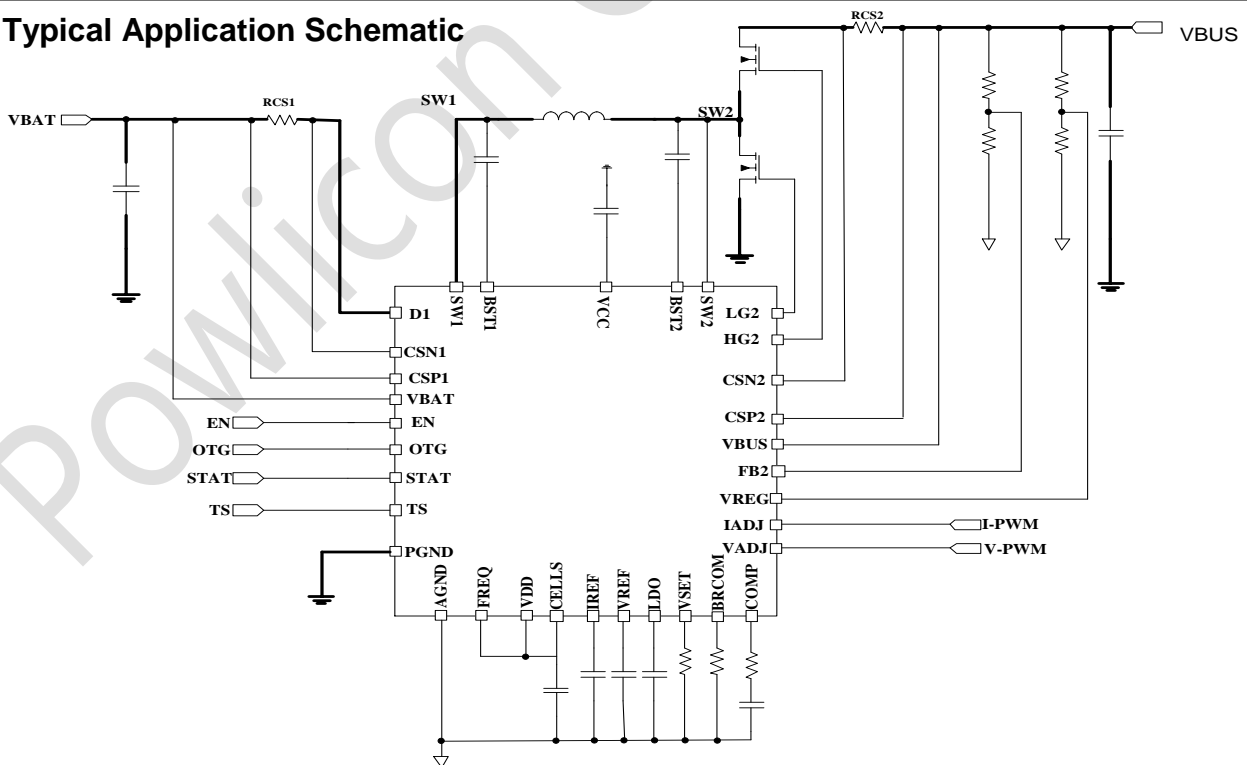 Typical Application Schematic
RCS2
VBUS
VBAT
RCS1
SW1
SW2
SW1
BST1
VCC
BST2
SW2
D1
CSN1
CSP1
VBAT
EN
EN
OTG
OTG
STAT
STAT
TS
TS
PGND
LG2
HG2
CSN2
CSP2
VBUS
FB2
VREG
IADJ
I-PWM
VADJ
V-PWM
AGND
FREQ
VDD
CELLS
IREF
VREF
LDO
VSET
BRCOM
COMP
Powlicon